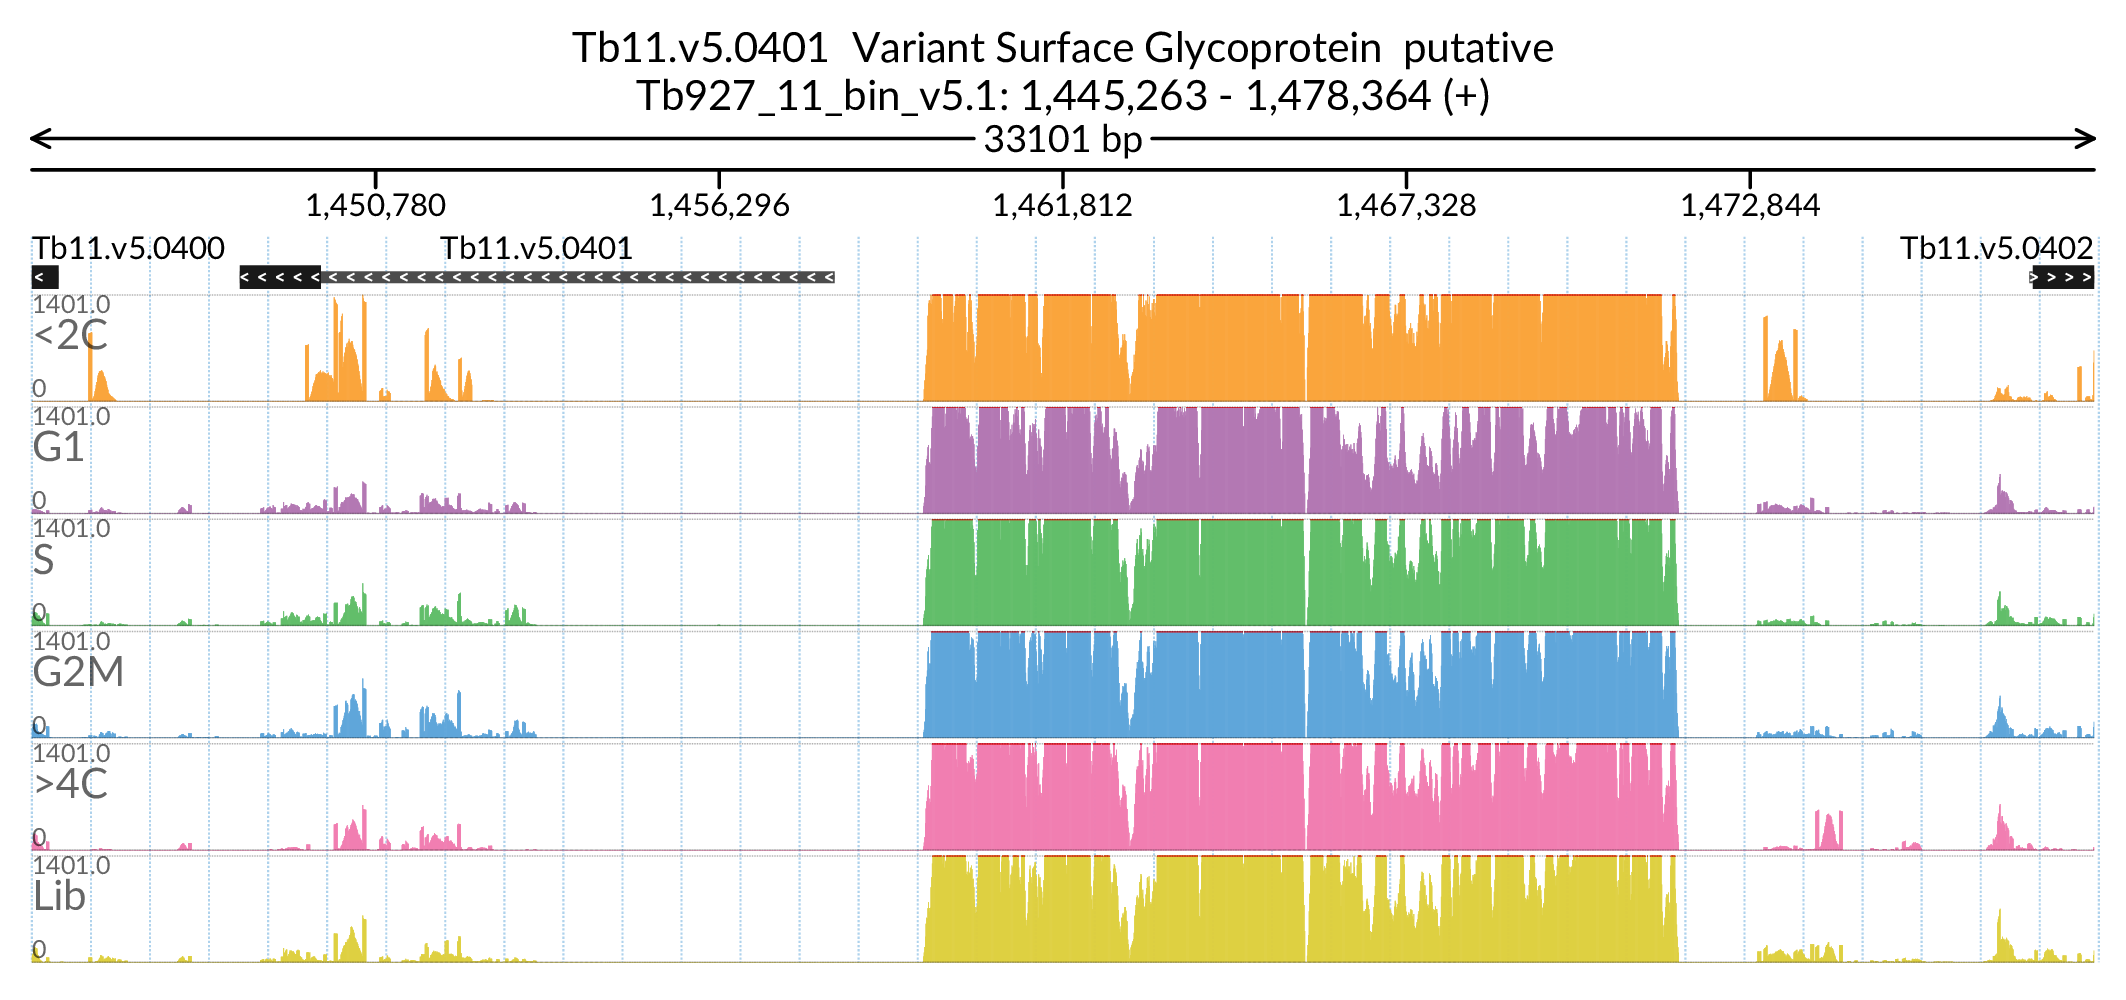 Tb11.v5.0401  Variant Surface Glycoprotein  putative
Tb927_11_bin_v5.1: 1,445,263 - 1,478,364 (+)
33101 bp
1,450,780 1,456,296 1,461,812 1,467,328 1,472,844
Tb11.v5.0400 Tb11.v5.0401 Tb11.v5.0402
1401.0
<2C
0
1401.0
G1
0
1401.0
S
0
1401.0
G2M
0
1401.0
>4C
0
1401.0
Lib
0